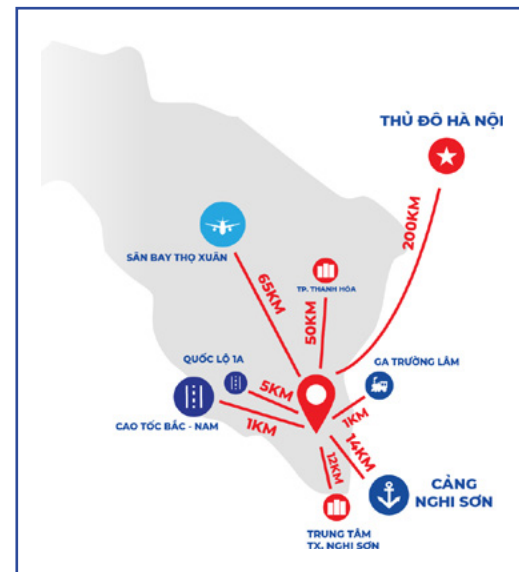 THỦ ĐÔ HÀ NỘI
200KM
SÂN BAY THỌ XUÂN
65KM
TP. THANH HÓA
50KM
QUỐC LỘ 1A
5KM
GA TRƯỜNG LÂM
1KM
CAO TỐC BẮC - NAM
1KM
14KM
CẢNG
NGHI SƠN
12KM
TRUNG TÂM
TX. NGHI SƠN